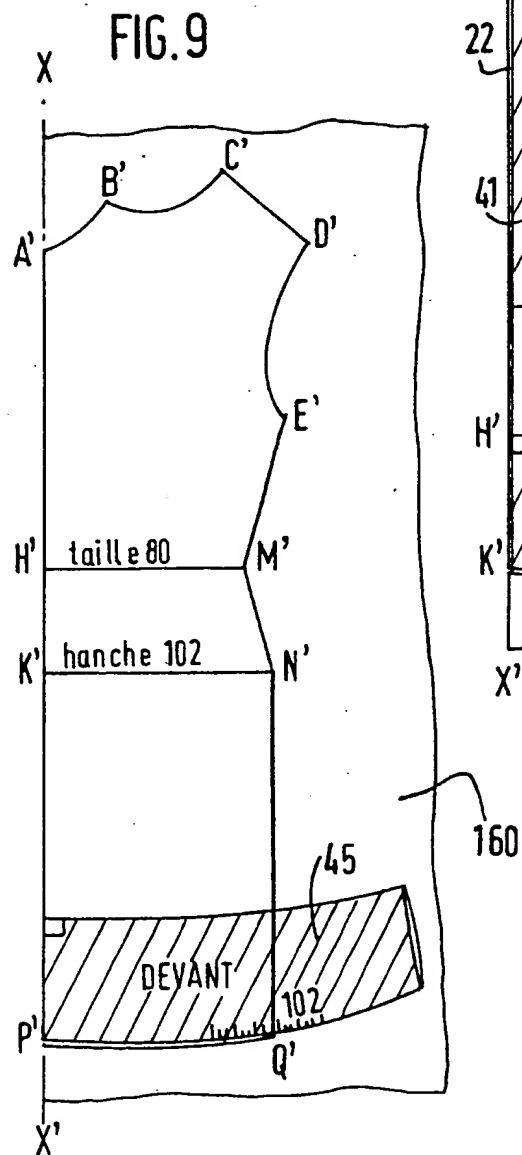 FIG.9
X
22
C'
B'
D'
A'
41
E'
H'
H' taille 80 M'
K'
K' hanche 102 N'
X'
160
45
DEVANT
102
P'
Q'
X'